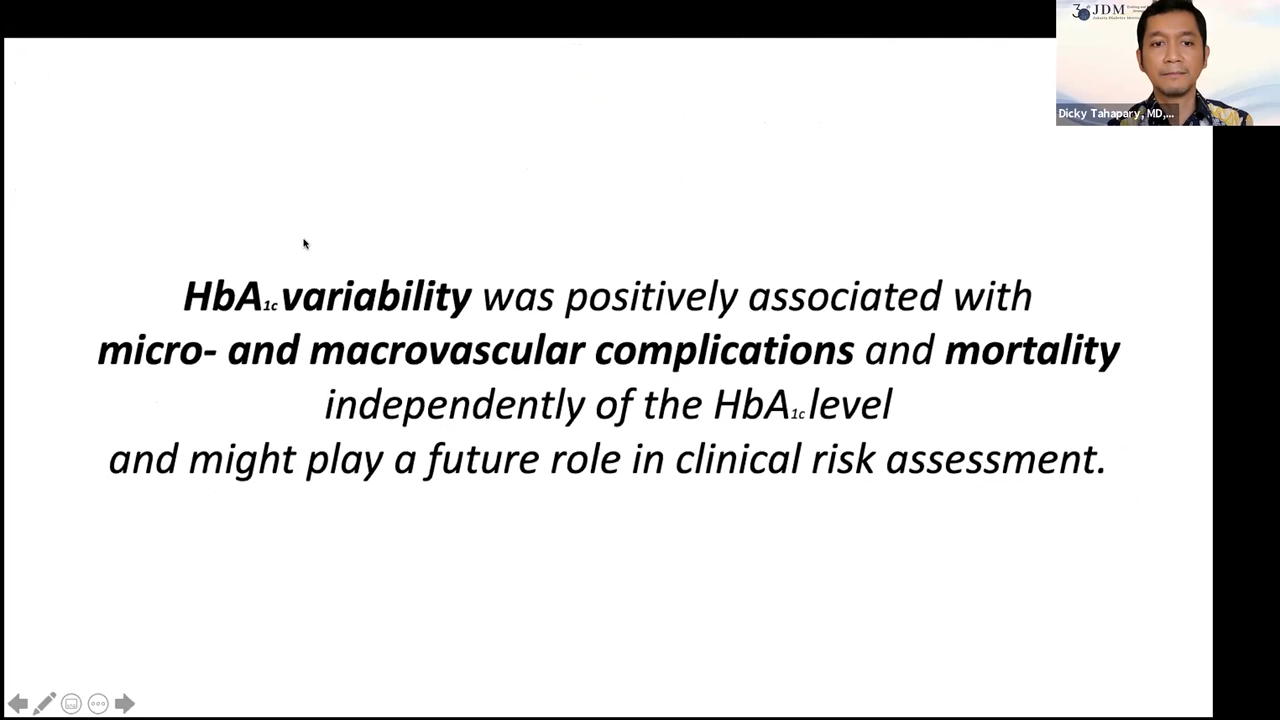 JDM
Dicky Tahapary, MD,...
HbA1c variability was positively associated with
micro- and macrovascular complications and mortality
independently of the HbA1c level
and might play a future role in clinical risk assessment.